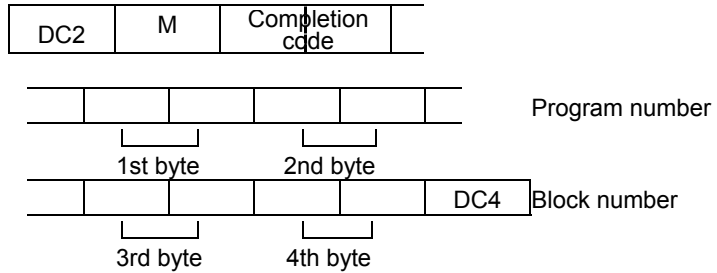 DC2 M Completion code
Program number
1st byte 2nd byte
DC4 Block number
3rd byte 4th byte